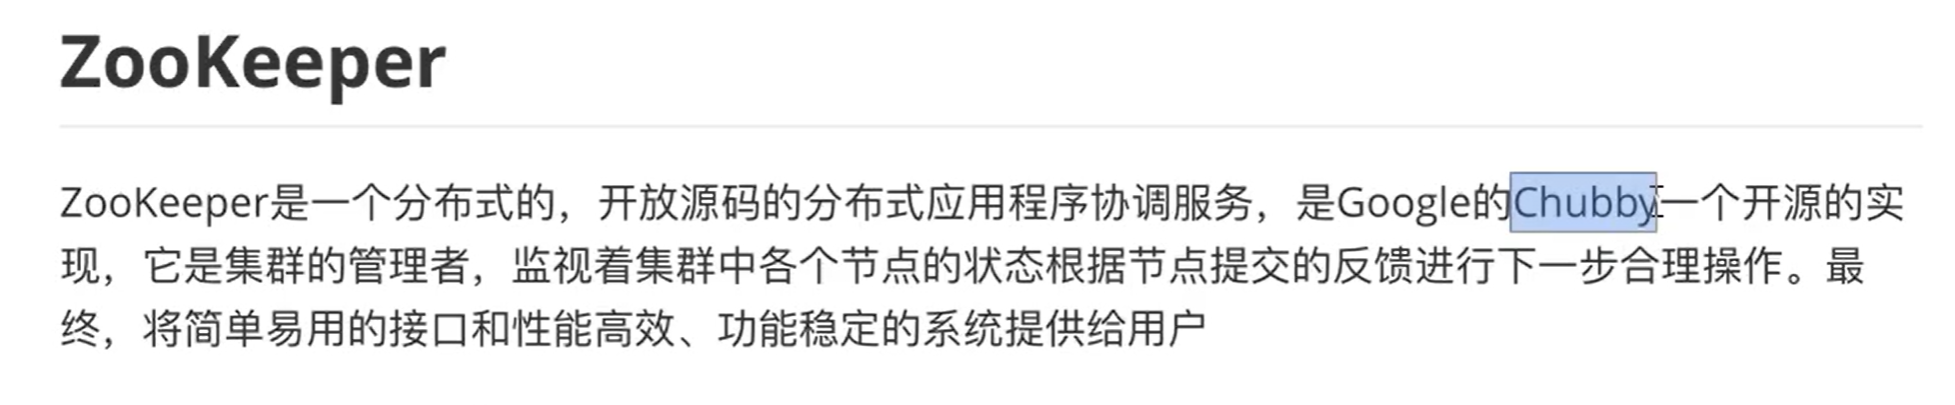 ZooKeeper
ZooKeeper是一个分布式的，开放源码的分布式应用程序协调服务，是Google的Chubby一个开源的实
现，它是集群的管理者，监视着集群中各个节点的状态根据节点提交的反馈进行下一步合理操作。最
终，将简单易用的接口和性能高效、功能稳定的系统提供给用户